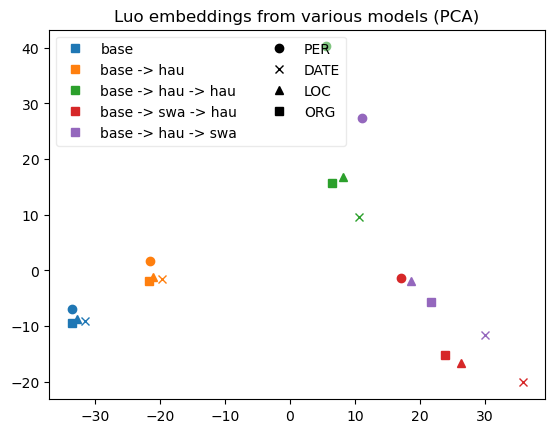 Luo embeddings from various models (PCA)
40
30
20
10
0
−10
−20
base
base -> hau
base -> hau -> hau
base -> swa -> hau
base -> hau -> swa
PER
DATE
LOC
ORG
−30 −20 −10 0 10 20 30